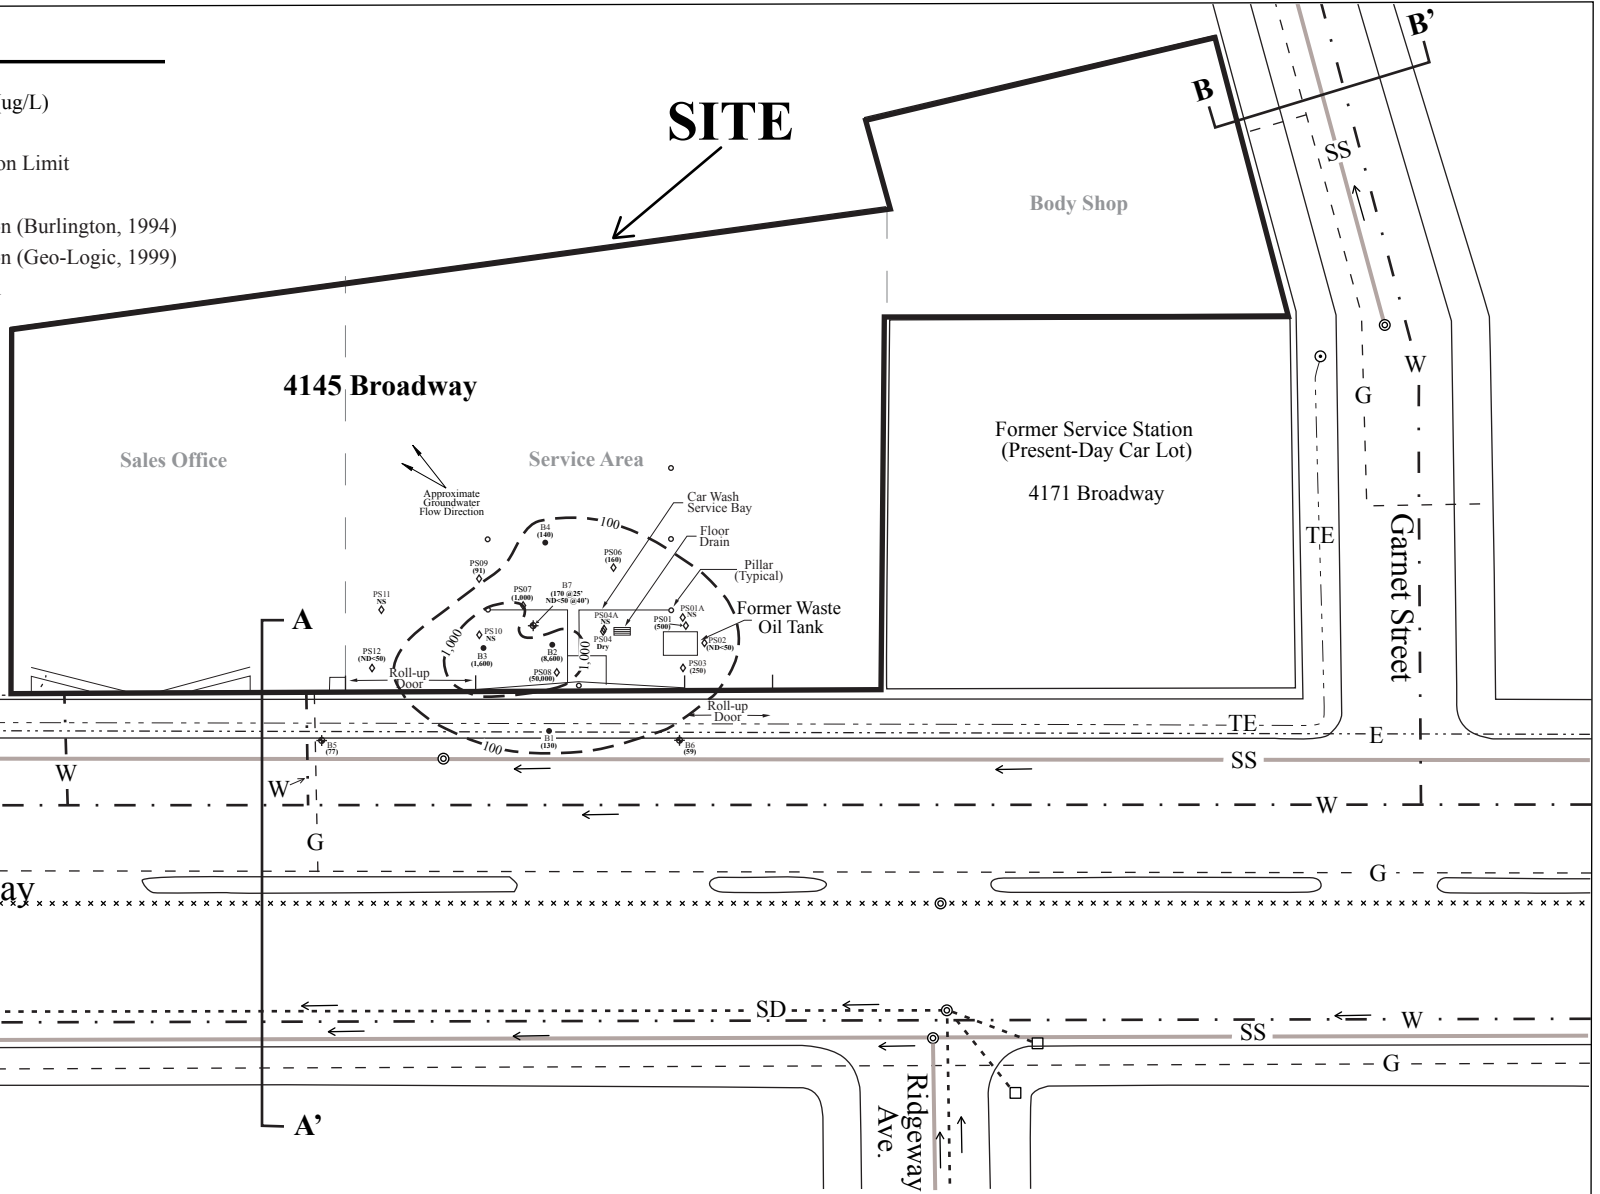 ug/L)
on Limit
n (Burlington, 1994)
n (Geo-Logic, 1999)
SITE
B
B’
SS
Body Shop
4145 Broadway
Sales Office
Service Area
Approximate
Groundwater
Flow Direction
Former Service Station
(Present-Day Car Lot)
4171 Broadway
W
G
TE
Garnet Street
Car Wash
Service Bay
Floor
Drain
Pillar
(Typical)
Former Waste
Oil Tank
100
B4
(140)
PS06
(160)
PS09
(91)
PS11
NS
PS07
(1,000)
B7
(170 @25’
ND<50 @40’)
PS04A
NS
PS04
Dry
PS01A
NS
PS01
(500)
PS02
(ND<50)
PS03
(250)
PS10
NS
B3
(1,600)
B2
(8,600)
PS08
(50,000)
1,000
1,000
PS12
(ND<50)
Roll-up
Door
Roll-up
Door
A
B5
(77)
100
B1
(130)
B6
(59)
TE
E
SS
W
W
W
G
G
ay
SD
W
SS
G
Ridgeway
Ave.
A’